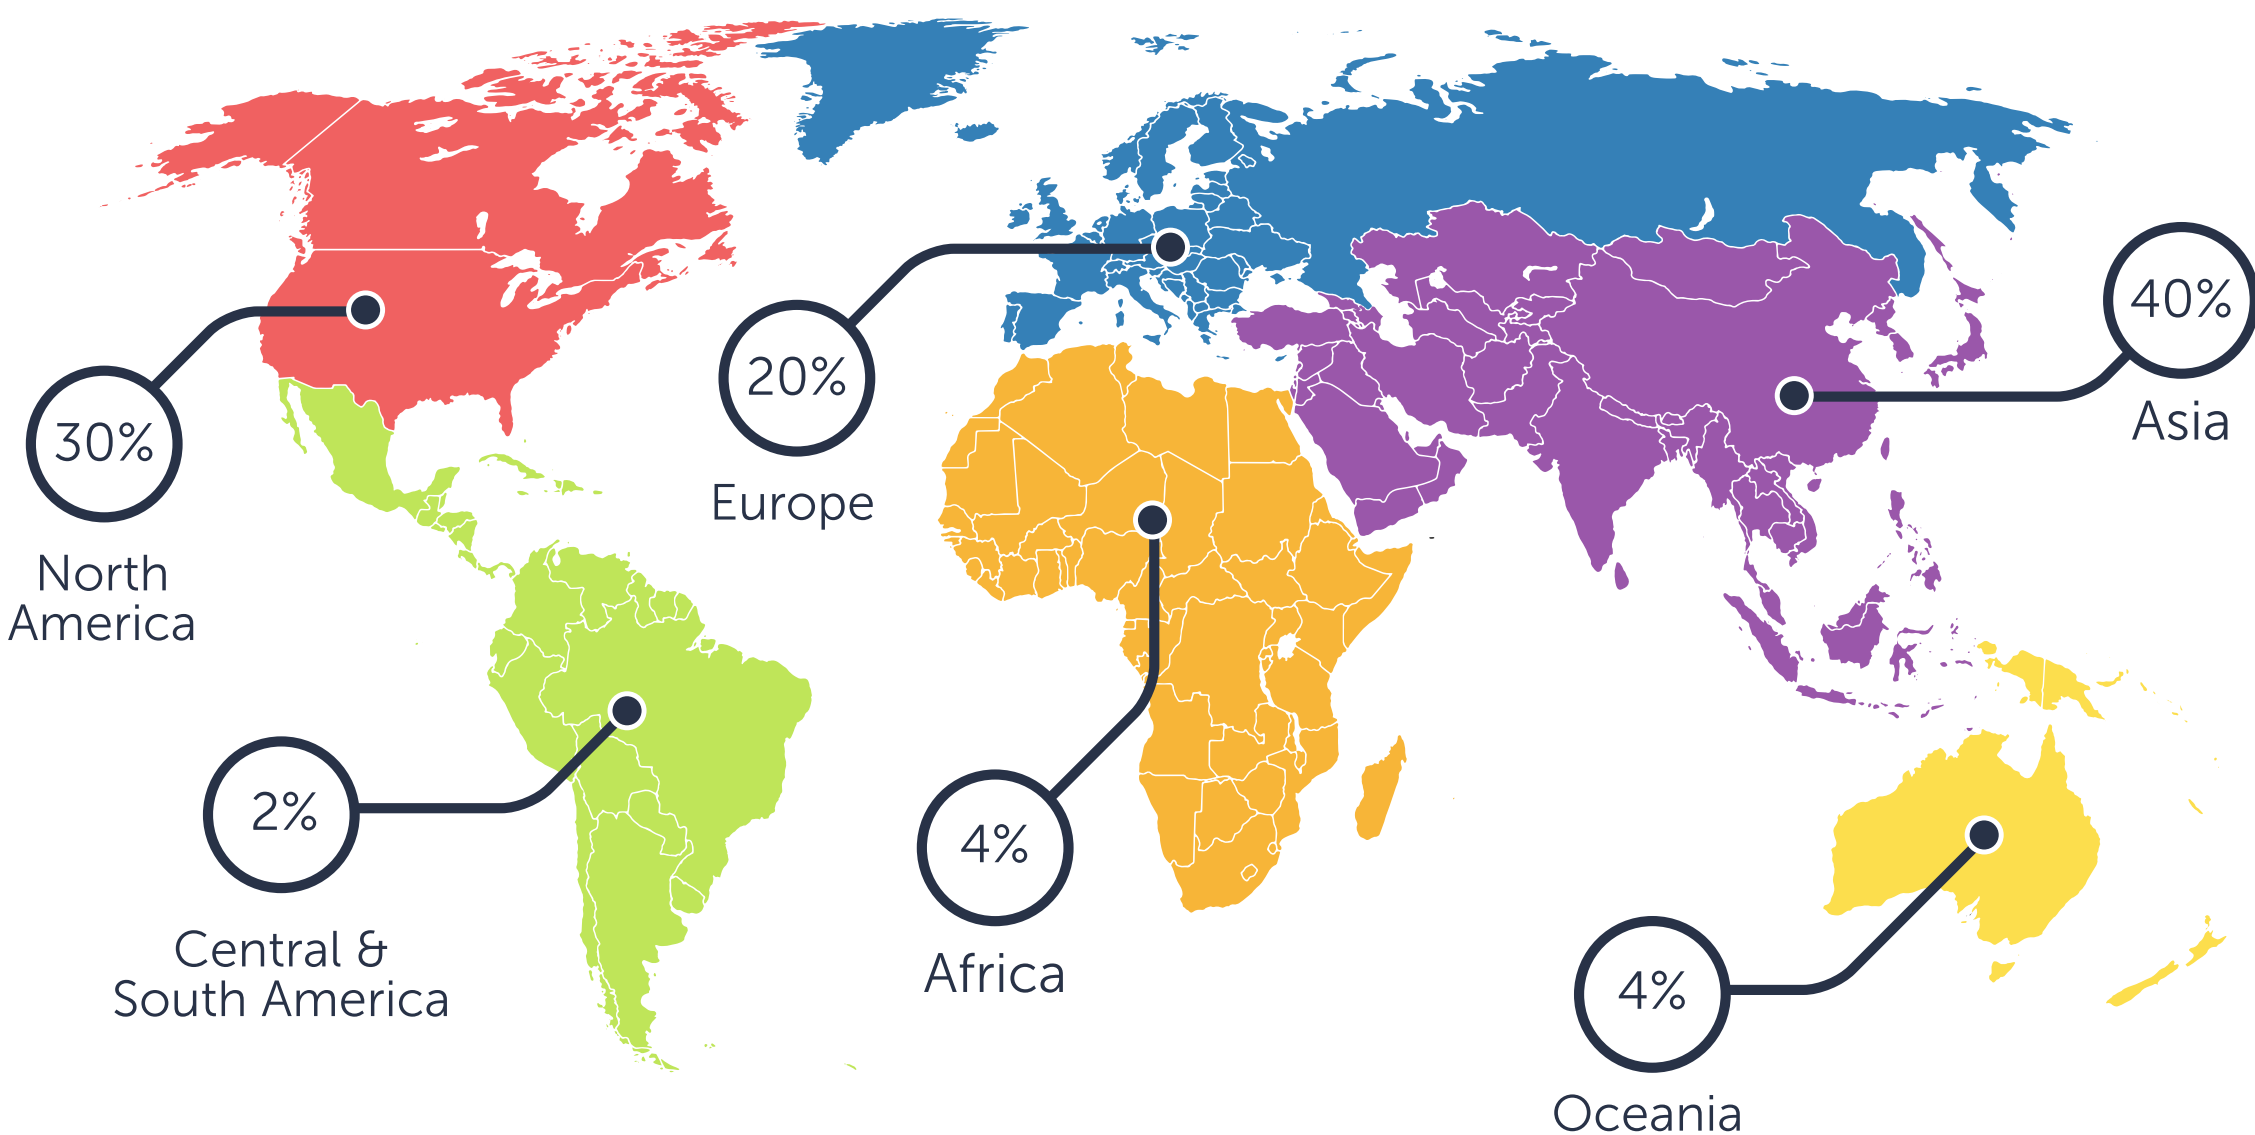 30%
North
America
20%
Europe
40%
Asia
2%
Central &
South America
4%
Africa
4%
Oceania